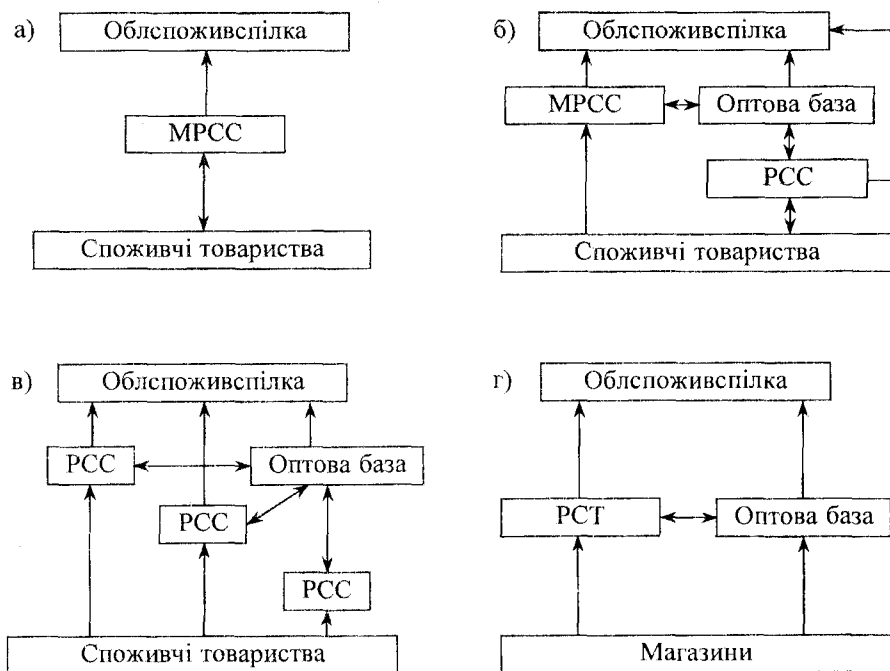 а)
Облспоживспілка
МРСС
Споживчі товариства
б)
Облспоживспілка
МРСС
Оптова база
РСС
Споживчі товариства
в)
Облспоживспілка
РСС
Оптова база
РСС
РСС
Споживчі товариства
г)
Облспоживспілка
РСТ
Оптова база
Магазини